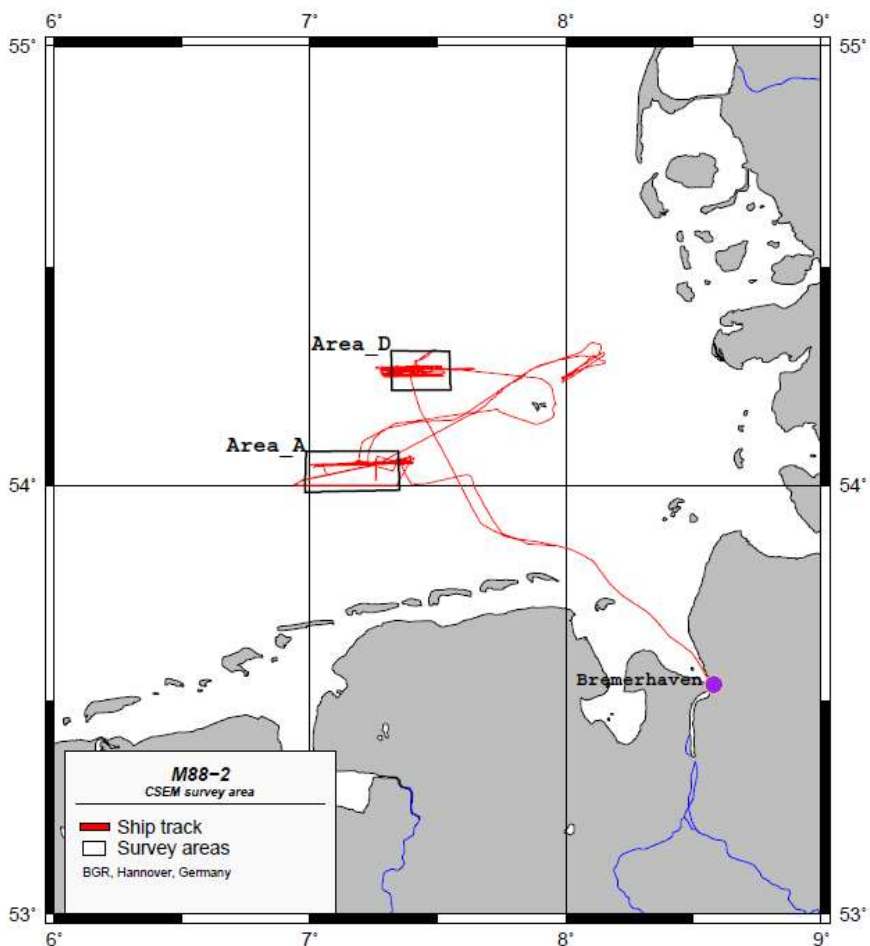 6° 7° 8° 9°
55° 55°
Area_D
Area_A
54° 54°
Bremerhaven
M88−2
CSEM survey area
Ship track
Survey areas
BGR, Hannover, Germany
53° 53°
6° 7° 8° 9°